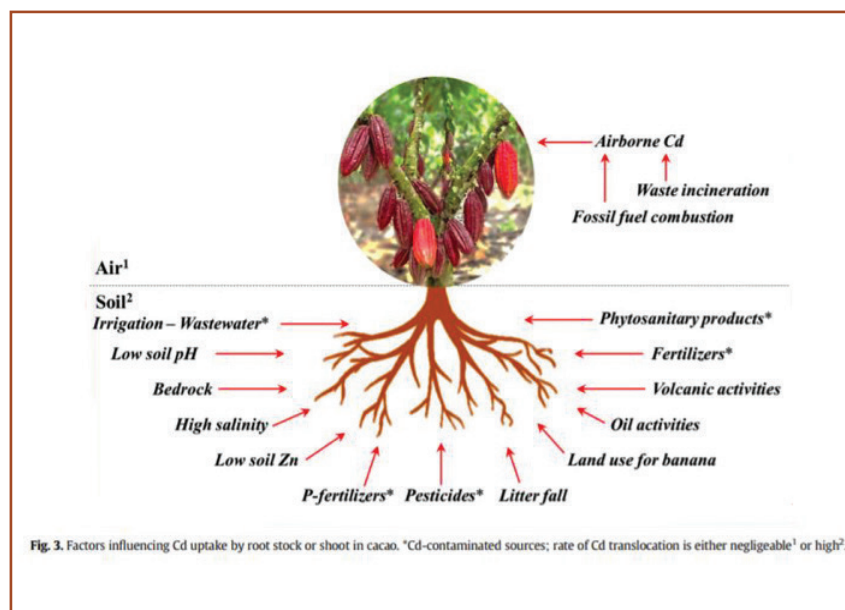 Airborne Cd
Waste incineration
Fossil fuel combustion
Air¹
Soil²
Irrigation – Wastewater*
Phytosanitary products*
Low soil pH
Fertilizers*
Bedrock
Volcanic activities
High salinity
Oil activities
Low soil Zn
Land use for banana
P-fertilizers*
Pesticides*
Litter fall
Fig. 3. Factors influencing Cd uptake by root stock or shoot in cacao. *Cd-contaminated sources; rate of Cd translocation is either negligeable¹ or high².